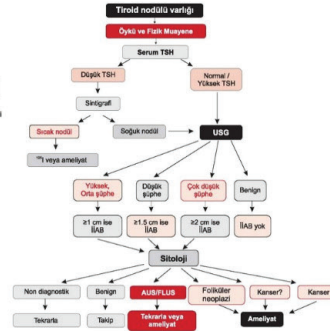 Tiroid nodülü varlığı
Öykü ve Fizik Muayene
Serum TSH
Düşük TSH
Normal /
Yüksek TSH
Sintigrafi
Sıcak nodül
Soğuk nodül
USG
¹³¹I veya ameliyat
Yüksek,
Orta şüphe
Düşük
şüphe
Çok düşük
şüphe
Benign
≥1 cm ise
İİAB
≥1.5 cm ise
İİAB
≥2 cm ise
İİAB
İİAB yok
Sitoloji
Non diagnostik
Benign
AUS/FLUS
Foliküler
neoplazi
Kanser?
Kanser
Tekrarla
Takip
Tekrarla veya
ameliyat
Ameliyat